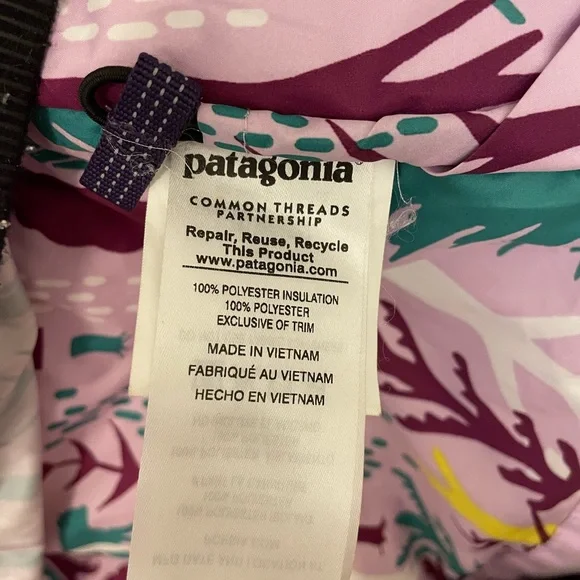 patagonia
COMMON THREADS
PARTNERSHIP
Repair, Reuse, Recycle
This Product
www.patagonia.com
100% POLYESTER INSULATION
100% POLYESTER
EXCLUSIVE OF TRIM
MADE IN VIETNAM
FABRIQUÉ AU VIETNAM
HECHO EN VIETNAM